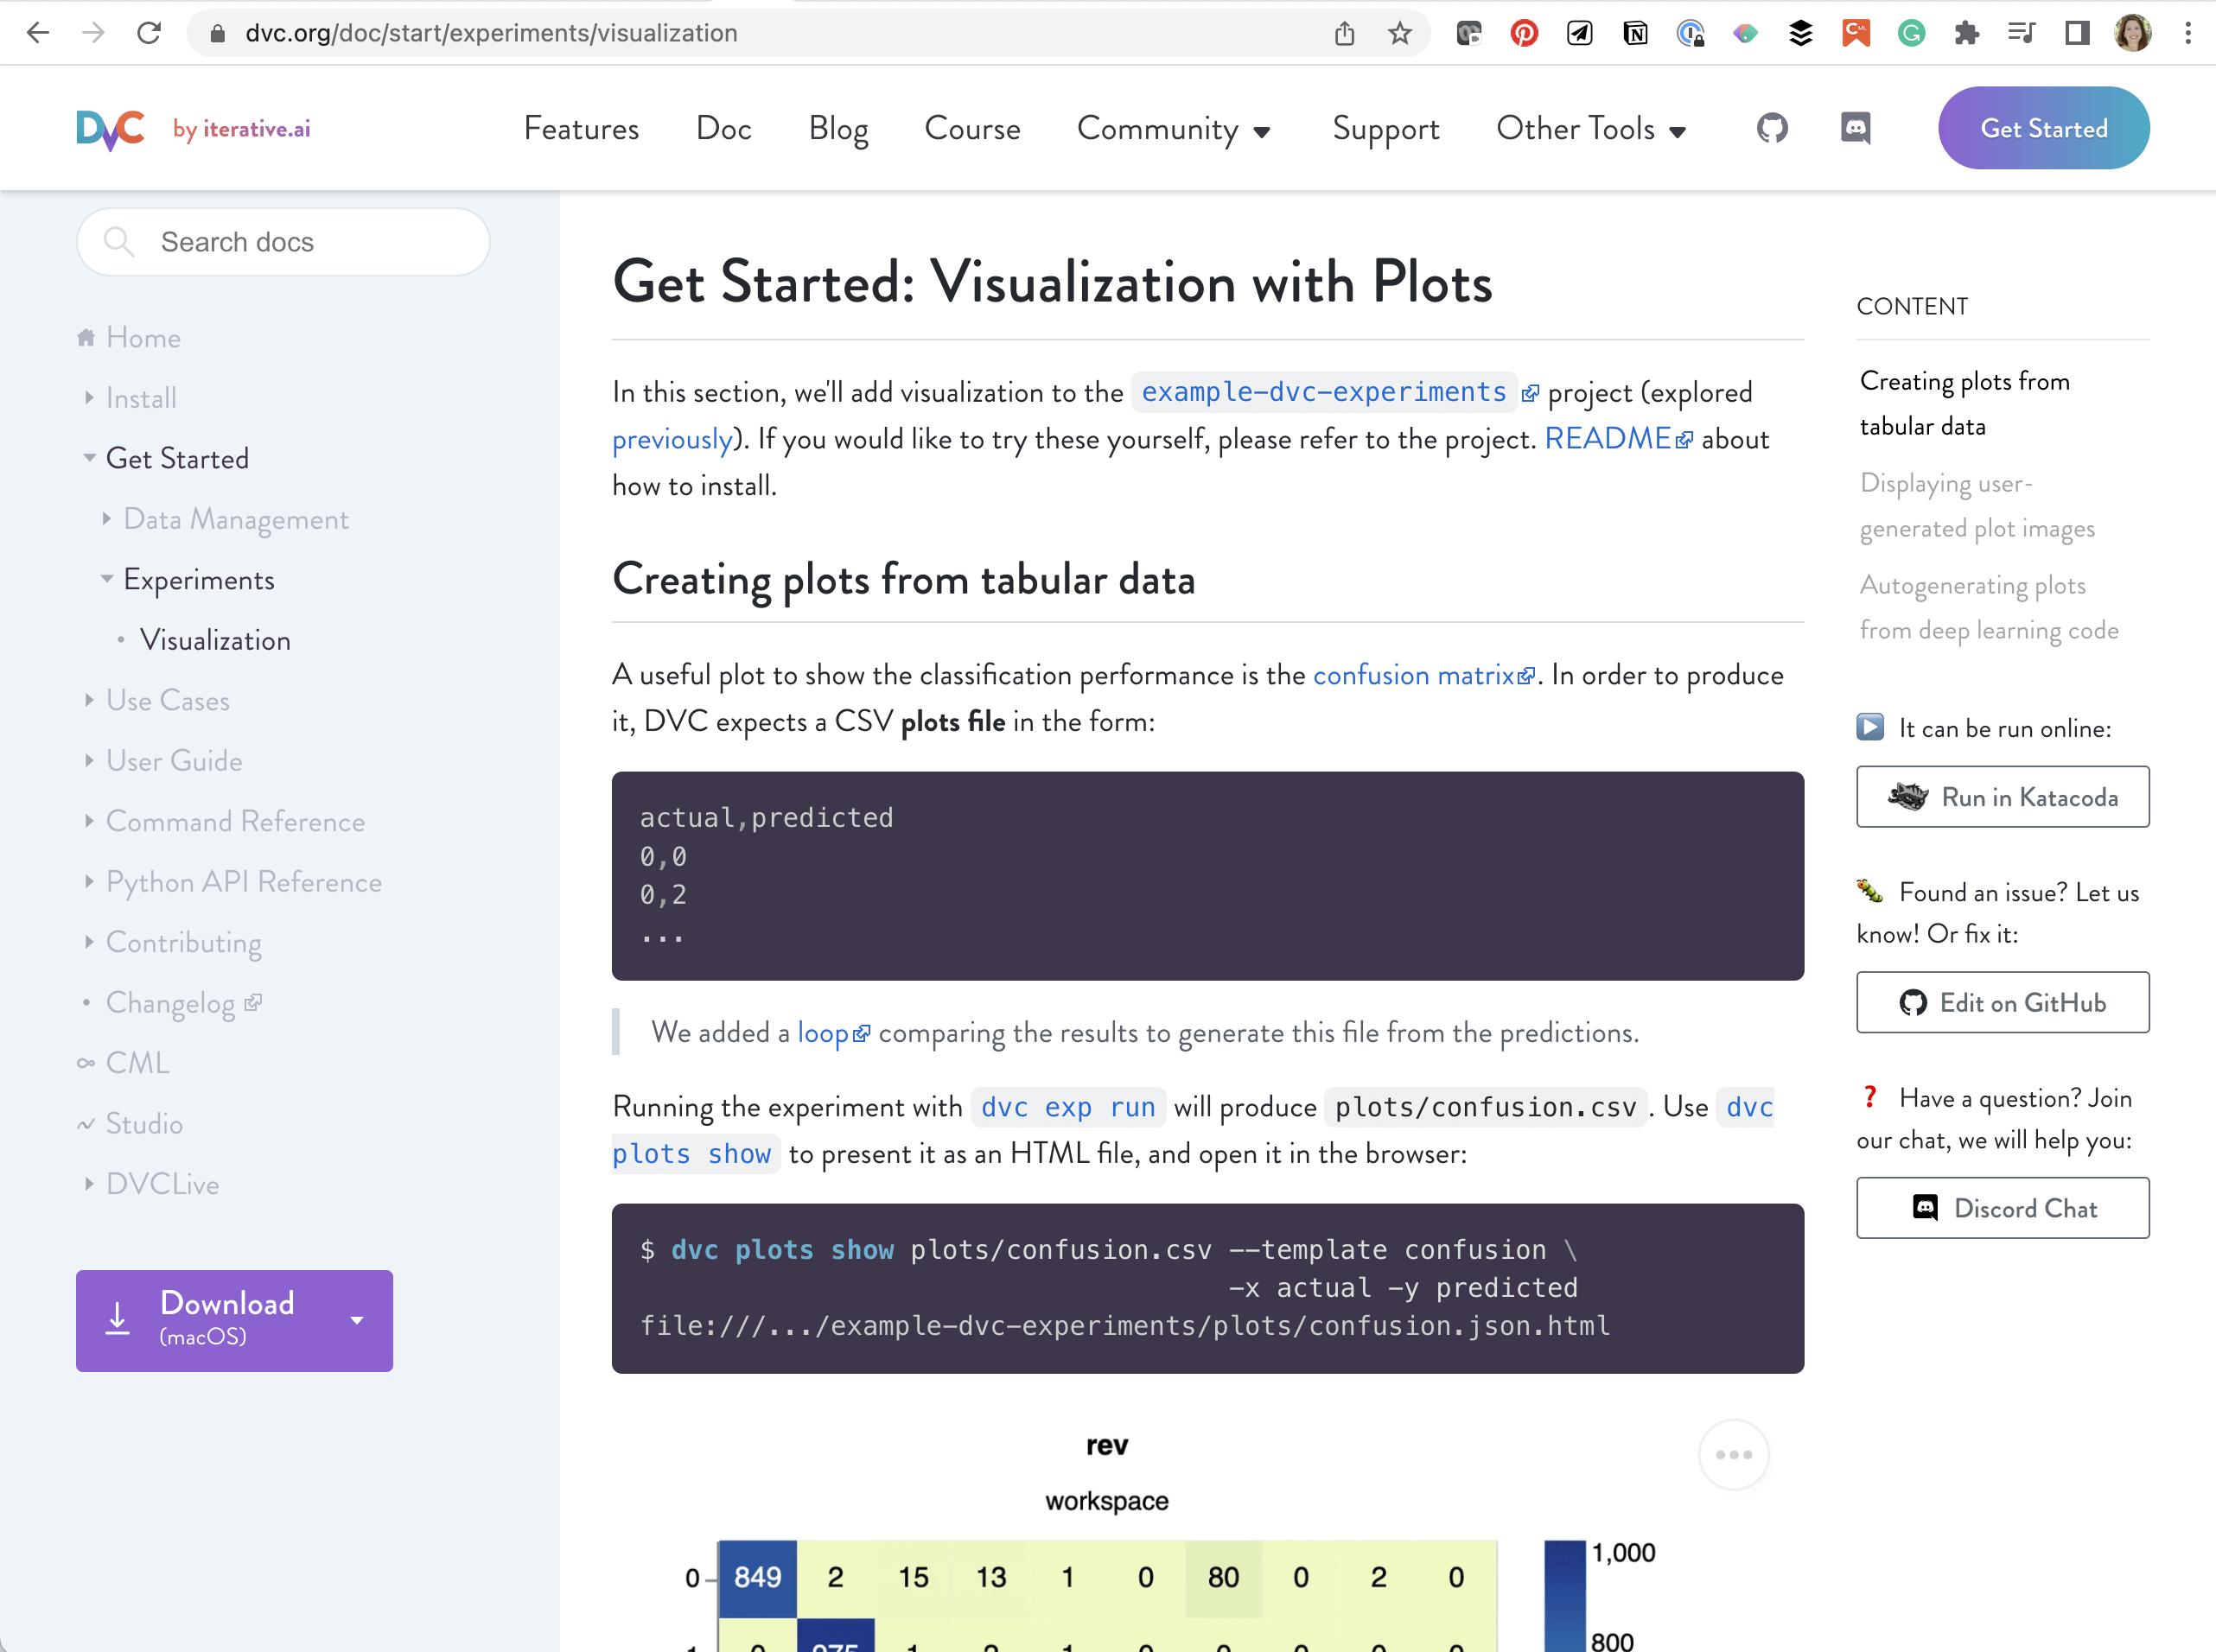 dvc.org/doc/start/experiments/visualization
DVC by iterative.ai
Features Doc Blog Course Community Support Other Tools Get Started
Search docs
Home
Install
Get Started
Data Management
Experiments
Visualization
Use Cases
User Guide
Command Reference
Python API Reference
Contributing
Changelog
CML
Studio
DVCLive
Download
(macOS)
Get Started: Visualization with Plots
In this section, we'll add visualization to the example-dvc-experiments project (explored
previously). If you would like to try these yourself, please refer to the project. README about
how to install.
Creating plots from tabular data
A useful plot to show the classification performance is the confusion matrix. In order to produce
it, DVC expects a CSV plots file in the form:
actual,predicted
0,0
0,2
...
We added a loop comparing the results to generate this file from the predictions.
Running the experiment with dvc exp run will produce plots/confusion.csv. Use dvc
plots show to present it as an HTML file, and open it in the browser:
$ dvc plots show plots/confusion.csv --template confusion \
-x actual -y predicted
file:///.../example-dvc-experiments/plots/confusion.json.html
rev
workspace
0 849 2 15 13 1 0 80 0 2 0
1,000
800
CONTENT
Creating plots from
tabular data
Displaying user-
generated plot images
Autogenerating plots
from deep learning code
It can be run online:
Run in Katacoda
Found an issue? Let us
know! Or fix it:
Edit on GitHub
Have a question? Join
our chat, we will help you:
Discord Chat